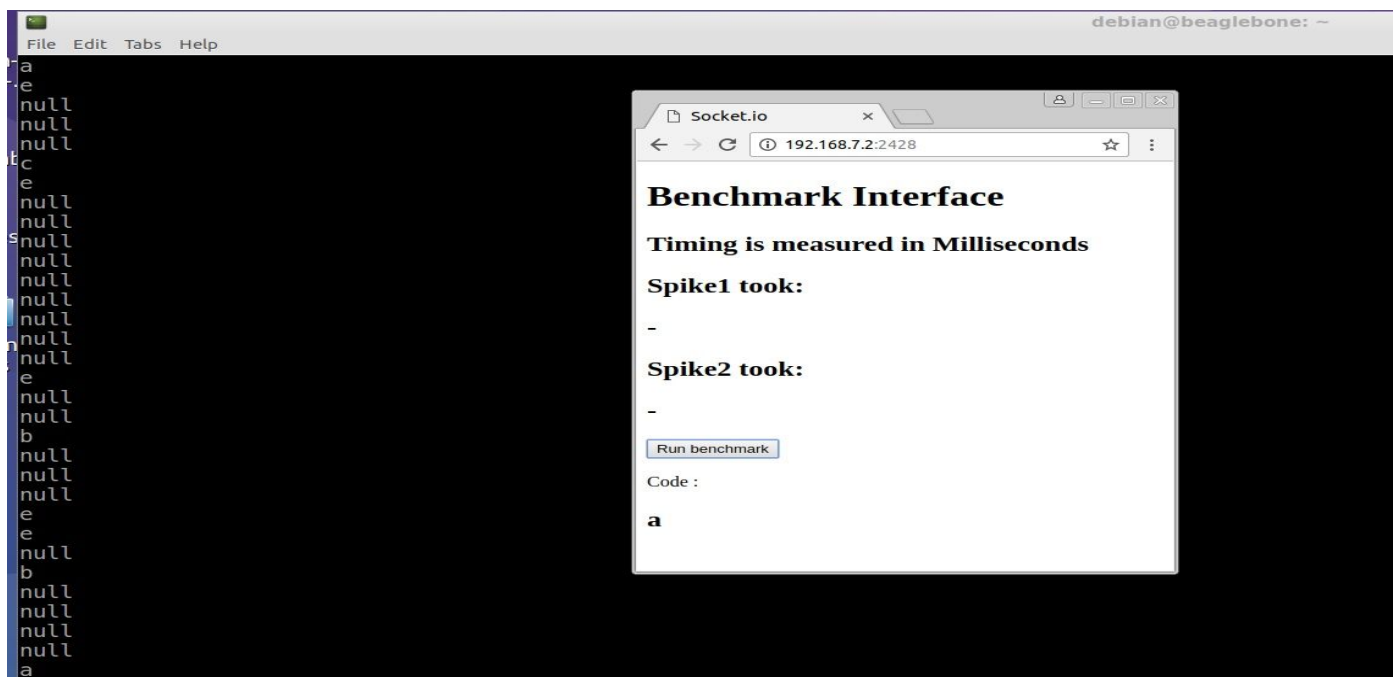 debian@beaglebone: ~
File Edit Tabs Help
a
e
null
null
null
c
e
null
null
null
null
null
null
null
null
null
e
null
null
b
null
null
null
e
e
null
b
null
null
null
null
a
Socket.io
192.168.7.2:2428
Benchmark Interface
Timing is measured in Milliseconds
Spike1 took:
-
Spike2 took:
-
Run benchmark
Code :
a